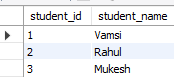 student_id student_name
1 Vamsi
2 Rahul
3 Mukesh